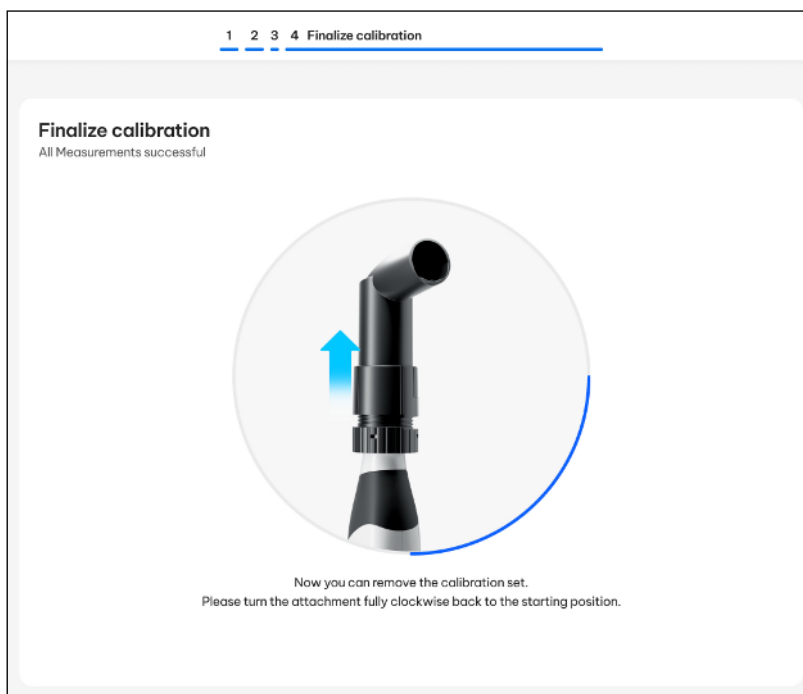 1 2 3 4 Finalize calibration
Finalize calibration
All Measurements successful
Now you can remove the calibration set.
Please turn the attachment fully clockwise back to the starting position.